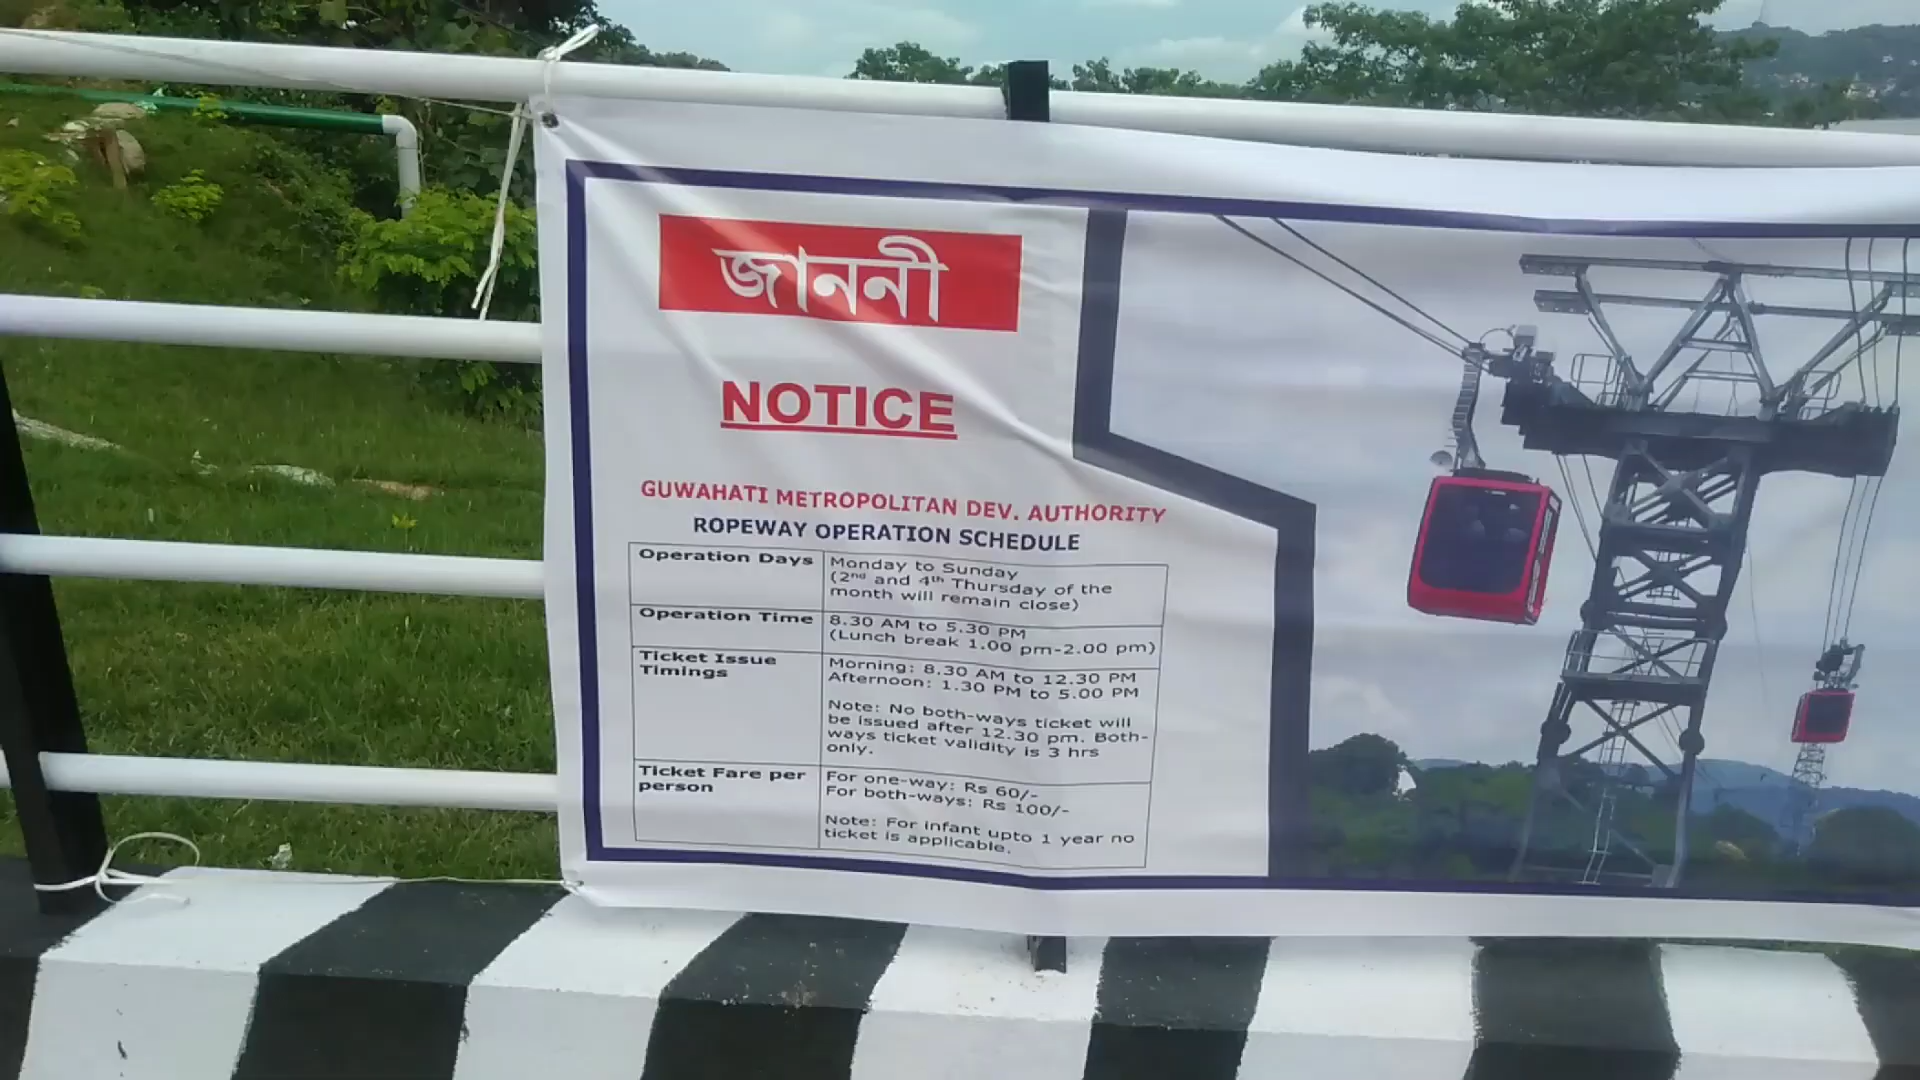 জাননী
NOTICE
GUWAHATI METROPOLITAN DEV. AUTHORITY
ROPEWAY OPERATION SCHEDULE
Operation Days
Monday to Sunday
(2nd and 4th Thursday of the
month will remain close)
Operation Time
8.30 AM to 5.30 PM
(Lunch break 1.00 pm-2.00 pm)
Ticket Issue
Timings
Morning: 8.30 AM to 12.30 PM
Afternoon: 1.30 PM to 5.00 PM
Note: No both-ways ticket will
be issued after 12.30 pm. Both-
ways ticket validity is 3 hrs
only.
Ticket Fare per
person
For one-way: Rs 60/-
For both-ways: Rs 100/-
Note: For infant upto 1 year no
ticket is applicable.